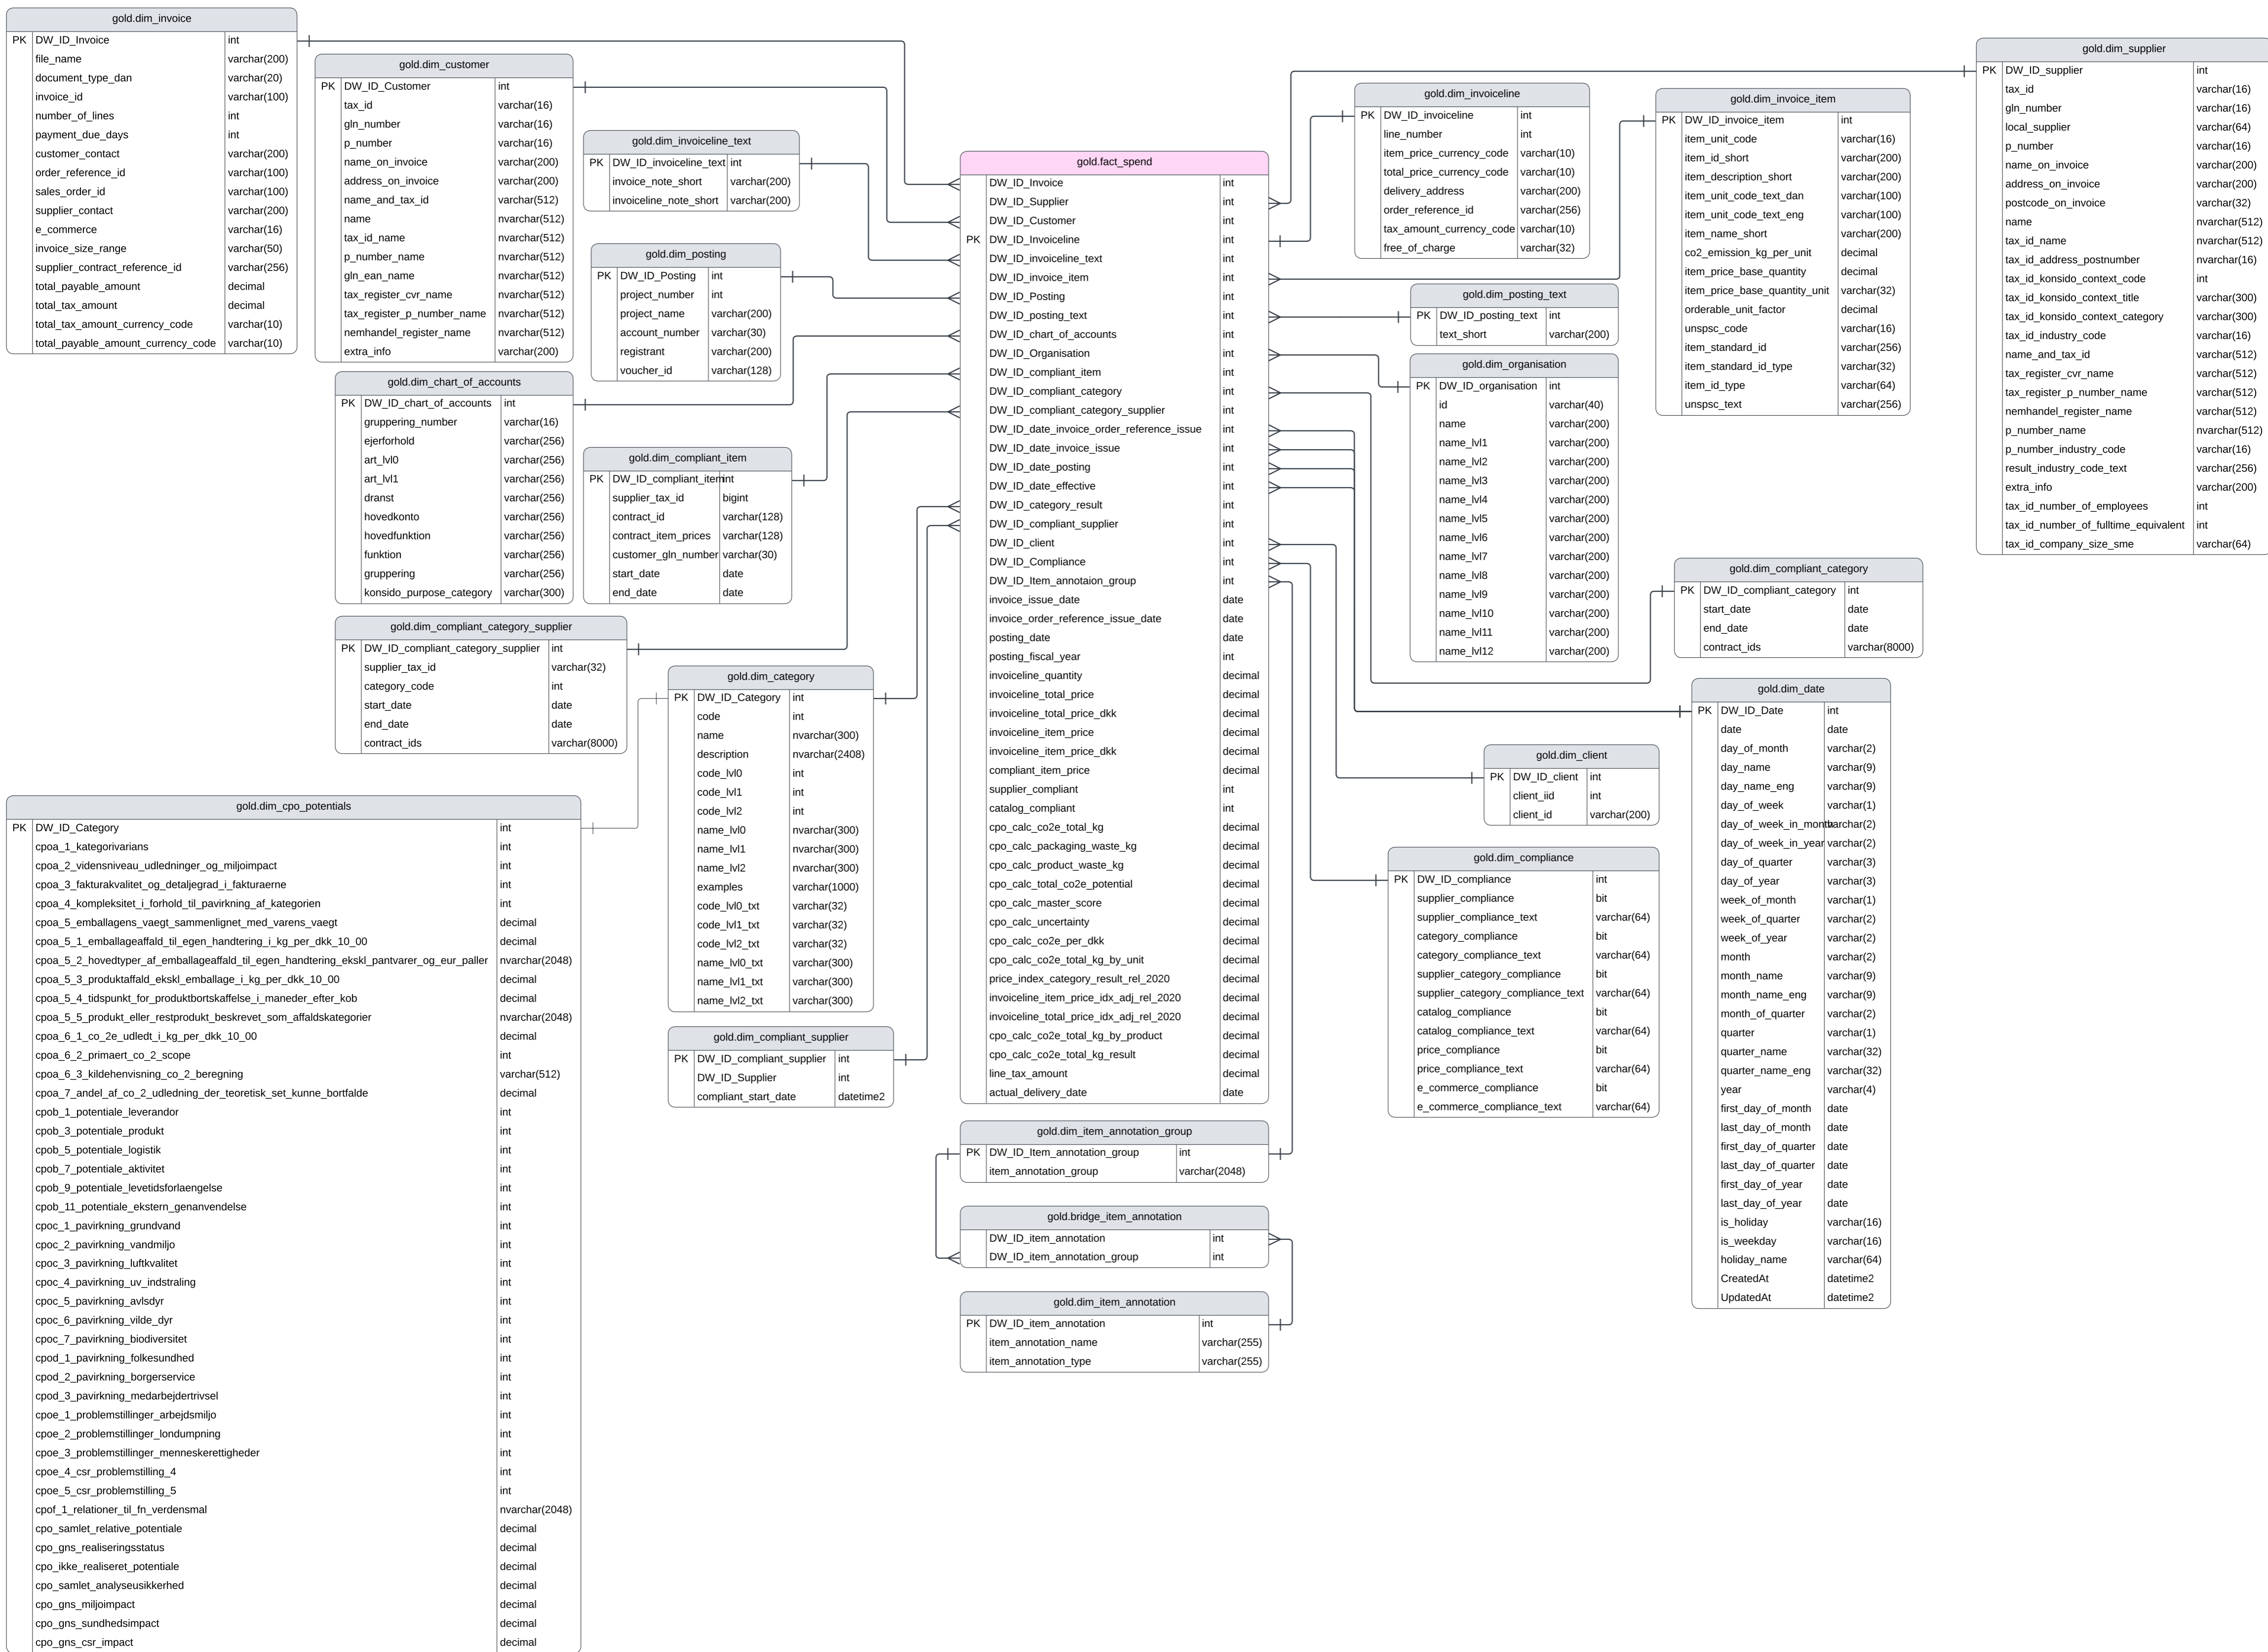 gold.dim_invoice
PK DW_ID_Invoice int
file_name varchar(200)
document_type_dan varchar(20)
invoice_id varchar(100)
number_of_lines int
payment_due_days int
customer_contact varchar(200)
order_reference_id varchar(100)
sales_order_id varchar(100)
supplier_contact varchar(200)
e_commerce varchar(16)
invoice_size_range varchar(50)
supplier_contract_reference_id varchar(256)
total_payable_amount decimal
total_tax_amount decimal
total_tax_amount_currency_code varchar(10)
total_payable_amount_currency_code varchar(10)
gold.dim_customer
PK DW_ID_Customer int
tax_id varchar(16)
gln_number varchar(16)
p_number varchar(16)
name_on_invoice varchar(200)
address_on_invoice varchar(200)
name_and_tax_id varchar(512)
name nvarchar(512)
tax_id_name nvarchar(512)
p_number_name nvarchar(512)
gln_ean_name nvarchar(512)
tax_register_cvr_name nvarchar(512)
tax_register_p_number_name nvarchar(512)
nemhandel_register_name nvarchar(512)
extra_info varchar(200)
gold.dim_invoiceline_text
PK DW_ID_invoiceline_text int
invoice_note_short varchar(200)
invoiceline_note_short varchar(200)
gold.dim_posting
PK DW_ID_Posting int
project_number int
project_name varchar(200)
account_number varchar(30)
registrant varchar(200)
voucher_id varchar(128)
gold.dim_chart_of_accounts
PK DW_ID_chart_of_accounts int
gruppering_number varchar(16)
ejerforhold varchar(256)
art_lvl0 varchar(256)
art_lvl1 varchar(256)
dranst varchar(256)
hovedkonto varchar(256)
hovedfunktion varchar(256)
funktion varchar(256)
gruppering varchar(256)
konsido_purpose_category varchar(300)
gold.dim_compliant_item
PK DW_ID_compliant_item int
supplier_tax_id bigint
contract_id varchar(128)
contract_item_prices varchar(128)
customer_gln_number varchar(30)
start_date date
end_date date
gold.dim_compliant_category_supplier
PK DW_ID_compliant_category_supplier int
supplier_tax_id varchar(32)
category_code int
start_date date
end_date date
contract_ids varchar(8000)
gold.dim_category
PK DW_ID_Category int
code int
name nvarchar(300)
description nvarchar(2408)
code_lvl0 int
code_lvl1 int
code_lvl2 int
name_lvl0 nvarchar(300)
name_lvl1 nvarchar(300)
name_lvl2 nvarchar(300)
examples varchar(1000)
code_lvl0_txt varchar(32)
code_lvl1_txt varchar(32)
code_lvl2_txt varchar(32)
name_lvl0_txt varchar(300)
name_lvl1_txt varchar(300)
name_lvl2_txt varchar(300)
gold.dim_compliant_supplier
PK DW_ID_compliant_supplier int
DW_ID_Supplier int
compliant_start_date datetime2
gold.dim_cpo_potentials
PK DW_ID_Category int
cpoa_1_kategorivarians int
cpoa_2_vidensniveau_udledninger_og_miljoimpact int
cpoa_3_fakturakvalitet_og_detaljegrad_i_fakturaerne int
cpoa_4_kompleksitet_i_forhold_til_pavirkning_af_kategorien int
cpoa_5_emballagens_vaegt_sammenlignet_med_varens_vaegt decimal
cpoa_5_1_emballageaffald_til_egen_handtering_i_kg_per_dkk_10_00 decimal
cpoa_5_2_hovedtyper_af_emballageaffald_til_egen_handtering_ekskl_pantvarer_og_eur_paller nvarchar(2048)
cpoa_5_3_produktaffald_ekskl_emballage_i_kg_per_dkk_10_00 decimal
cpoa_5_4_tidspunkt_for_produktbortskaffelse_i_maneder_efter_kob decimal
cpoa_5_5_produkt_eller_restprodukt_beskrevet_som_affaldskategorier nvarchar(2048)
cpoa_6_1_co_2e_udledt_i_kg_per_dkk_10_00 decimal
cpoa_6_2_primaert_co_2_scope int
cpoa_6_3_kildehenvisning_co_2_beregning varchar(512)
cpoa_7_andel_af_co_2_udledning_der_teoretisk_set_kunne_bortfalde decimal
cpob_1_potentiale_leverandor int
cpob_3_potentiale_produkt int
cpob_5_potentiale_logistik int
cpob_7_potentiale_aktivitet int
cpob_9_potentiale_levetidsforlaengelse int
cpob_11_potentiale_ekstern_genanvendelse int
cpoc_1_pavirkning_grundvand int
cpoc_2_pavirkning_vandmiljo int
cpoc_3_pavirkning_luftkvalitet int
cpoc_4_pavirkning_uv_indstraling int
cpoc_5_pavirkning_avlsdyr int
cpoc_6_pavirkning_vilde_dyr int
cpoc_7_pavirkning_biodiversitet int
cpod_1_pavirkning_folkesundhed int
cpod_2_pavirkning_borgerservice int
cpod_3_pavirkning_medarbejdertrivsel int
cpoe_1_problemstillinger_arbejdsmiljo int
cpoe_2_problemstillinger_londumpning int
cpoe_3_problemstillinger_menneskerettigheder int
cpoe_4_csr_problemstilling_4 int
cpoe_5_csr_problemstilling_5 int
cpof_1_relationer_til_fn_verdensmal nvarchar(2048)
cpo_samlet_relative_potentiale decimal
cpo_gns_realiseringsstatus decimal
cpo_ikke_realiseret_potentiale decimal
cpo_samlet_analyseusikkerhed decimal
cpo_gns_miljoimpact decimal
cpo_gns_sundhedsimpact decimal
cpo_gns_csr_impact decimal
gold.fact_spend
DW_ID_Invoice int
DW_ID_Supplier int
DW_ID_Customer int
PK DW_ID_Invoiceline int
DW_ID_invoiceline_text int
DW_ID_invoice_item int
DW_ID_Posting int
DW_ID_posting_text int
DW_ID_chart_of_accounts int
DW_ID_Organisation int
DW_ID_compliant_item int
DW_ID_compliant_category int
DW_ID_compliant_category_supplier int
DW_ID_date_invoice_order_reference_issue int
DW_ID_date_invoice_issue int
DW_ID_date_posting int
DW_ID_date_effective int
DW_ID_category_result int
DW_ID_compliant_supplier int
DW_ID_client int
DW_ID_Compliance int
DW_ID_Item_annotaion_group int
invoice_issue_date date
invoice_order_reference_issue_date date
posting_date date
posting_fiscal_year int
invoiceline_quantity decimal
invoiceline_total_price decimal
invoiceline_total_price_dkk decimal
invoiceline_item_price decimal
invoiceline_item_price_dkk decimal
compliant_item_price decimal
supplier_compliant int
catalog_compliant int
cpo_calc_co2e_total_kg decimal
cpo_calc_packaging_waste_kg decimal
cpo_calc_product_waste_kg decimal
cpo_calc_total_co2e_potential decimal
cpo_calc_master_score decimal
cpo_calc_uncertainty decimal
cpo_calc_co2e_per_dkk decimal
cpo_calc_co2e_total_kg_by_unit decimal
price_index_category_result_rel_2020 decimal
invoiceline_item_price_idx_adj_rel_2020 decimal
invoiceline_total_price_idx_adj_rel_2020 decimal
cpo_calc_co2e_total_kg_by_product decimal
cpo_calc_co2e_total_kg_result decimal
line_tax_amount decimal
actual_delivery_date date
gold.dim_item_annotation_group
PK DW_ID_Item_annotation_group int
item_annotation_group varchar(2048)
gold.bridge_item_annotation
DW_ID_item_annotation int
DW_ID_item_annotation_group int
gold.dim_item_annotation
PK DW_ID_item_annotation int
item_annotation_name varchar(255)
item_annotation_type varchar(255)
gold.dim_invoiceline
PK DW_ID_invoiceline int
line_number int
item_price_currency_code varchar(10)
total_price_currency_code varchar(10)
delivery_address varchar(200)
order_reference_id varchar(256)
tax_amount_currency_code varchar(10)
free_of_charge varchar(32)
gold.dim_posting_text
PK DW_ID_posting_text int
text_short varchar(200)
gold.dim_organisation
PK DW_ID_organisation int
id varchar(40)
name varchar(200)
name_lvl1 varchar(200)
name_lvl2 varchar(200)
name_lvl3 varchar(200)
name_lvl4 varchar(200)
name_lvl5 varchar(200)
name_lvl6 varchar(200)
name_lvl7 varchar(200)
name_lvl8 varchar(200)
name_lvl9 varchar(200)
name_lvl10 varchar(200)
name_lvl11 varchar(200)
name_lvl12 varchar(200)
gold.dim_invoice_item
PK DW_ID_invoice_item int
item_unit_code varchar(16)
item_id_short varchar(200)
item_description_short varchar(200)
item_unit_code_text_dan varchar(100)
item_unit_code_text_eng varchar(100)
item_name_short varchar(200)
co2_emission_kg_per_unit decimal
item_price_base_quantity decimal
item_price_base_quantity_unit varchar(32)
orderable_unit_factor decimal
unspsc_code varchar(16)
item_standard_id varchar(256)
item_standard_id_type varchar(32)
item_id_type varchar(64)
unspsc_text varchar(256)
gold.dim_supplier
PK DW_ID_supplier int
tax_id varchar(16)
gln_number varchar(16)
local_supplier varchar(64)
p_number varchar(16)
name_on_invoice varchar(200)
address_on_invoice varchar(200)
postcode_on_invoice varchar(32)
name nvarchar(512)
tax_id_name nvarchar(512)
tax_id_address_postnumber nvarchar(16)
tax_id_konsido_context_code int
tax_id_konsido_context_title varchar(300)
tax_id_konsido_context_category varchar(300)
tax_id_industry_code varchar(16)
name_and_tax_id varchar(512)
tax_register_cvr_name varchar(512)
tax_register_p_number_name varchar(512)
nemhandel_register_name varchar(512)
p_number_name nvarchar(512)
p_number_industry_code varchar(16)
result_industry_code_text varchar(256)
extra_info varchar(200)
tax_id_number_of_employees int
tax_id_number_of_fulltime_equivalent int
tax_id_company_size_sme varchar(64)
gold.dim_compliant_category
PK DW_ID_compliant_category int
start_date date
end_date date
contract_ids varchar(8000)
gold.dim_client
PK DW_ID_client int
client_iid int
client_id varchar(200)
gold.dim_compliance
PK DW_ID_compliance int
supplier_compliance bit
supplier_compliance_text varchar(64)
category_compliance bit
category_compliance_text varchar(64)
supplier_category_compliance bit
supplier_category_compliance_text varchar(64)
catalog_compliance bit
catalog_compliance_text varchar(64)
price_compliance bit
price_compliance_text varchar(64)
e_commerce_compliance bit
e_commerce_compliance_text varchar(64)
gold.dim_date
PK DW_ID_Date int
date date
day_of_month varchar(2)
day_name varchar(9)
day_name_eng varchar(9)
day_of_week varchar(1)
day_of_week_in_month varchar(2)
day_of_week_in_year varchar(2)
day_of_quarter varchar(3)
day_of_year varchar(3)
week_of_month varchar(1)
week_of_quarter varchar(2)
week_of_year varchar(2)
month varchar(2)
month_name varchar(9)
month_name_eng varchar(9)
month_of_quarter varchar(2)
quarter varchar(1)
quarter_name varchar(32)
quarter_name_eng varchar(32)
year varchar(4)
first_day_of_month date
last_day_of_month date
first_day_of_quarter date
last_day_of_quarter date
first_day_of_year date
last_day_of_year date
is_holiday varchar(16)
is_weekday varchar(16)
holiday_name varchar(64)
CreatedAt datetime2
UpdatedAt datetime2